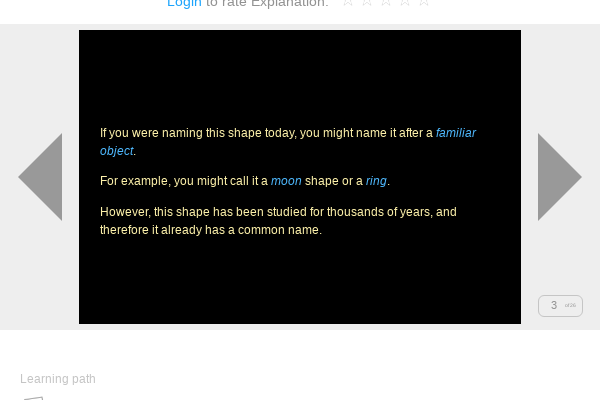 Login to rate Explanation:
If you were naming this shape today, you might name it after a familiar
object.
For example, you might call it a moon shape or a ring.
However, this shape has been studied for thousands of years, and
therefore it already has a common name.
3
Learning path